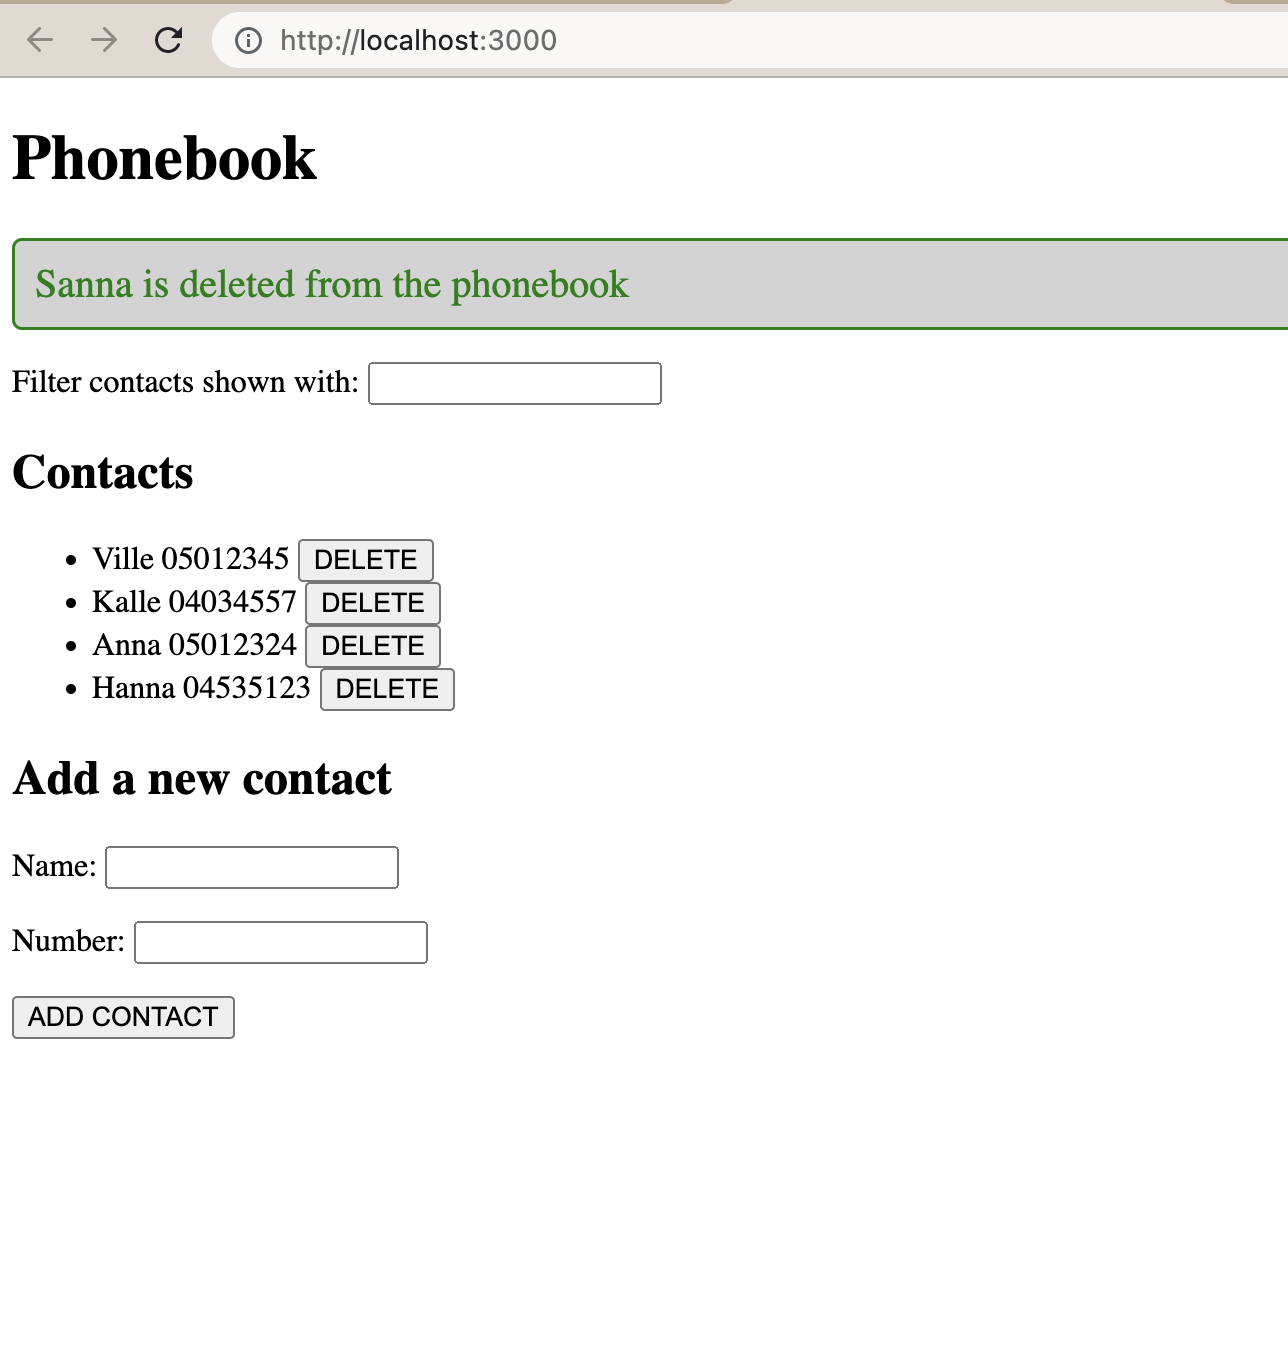 http://localhost:3000
Phonebook
Sanna is deleted from the phonebook
Filter contacts shown with:
Contacts
Ville 05012345 DELETE
Kalle 04034557 DELETE
Anna 05012324 DELETE
Hanna 04535123 DELETE
Add a new contact
Name:
Number:
ADD CONTACT